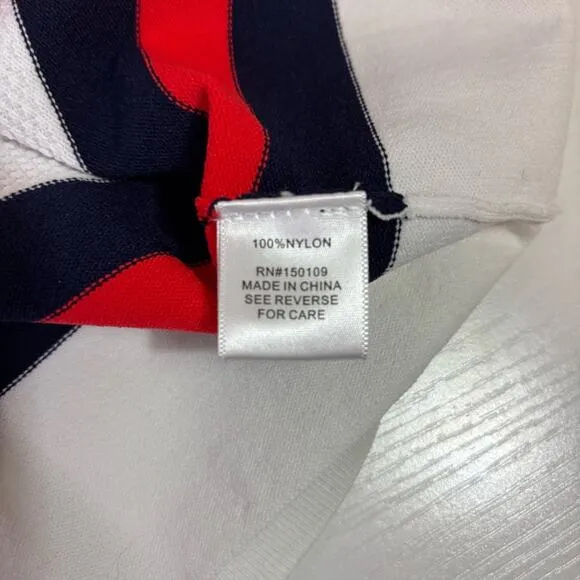 100%NYLON
RN#150109
MADE IN CHINA
SEE REVERSE
FOR CARE